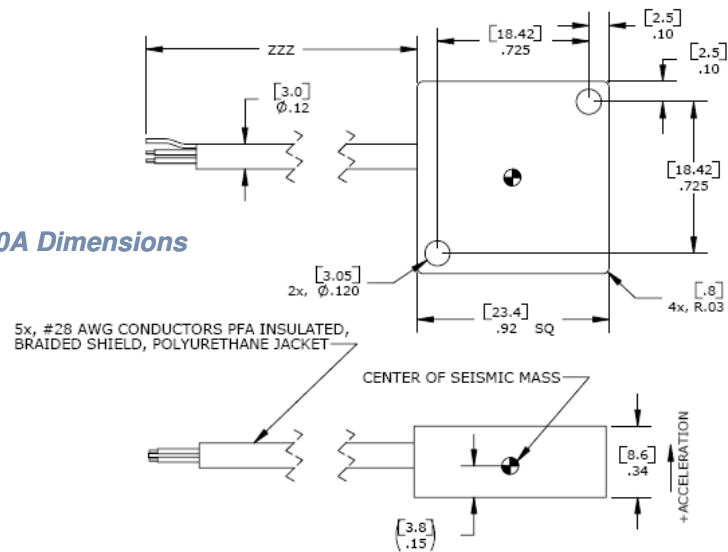 ZZZ
[18.42]
.725
[2.5]
.10
[2.5]
.10
[3.0]
Ø.12
[18.42]
.725
0A Dimensions
[3.05]
2x, Ø.120
[.8]
4x, R.03
[23.4]
.92 SQ
5x, #28 AWG CONDUCTORS PFA INSULATED,
BRAIDED SHIELD, POLYURETHANE JACKET
CENTER OF SEISMIC MASS
[8.6]
.34
+ACCELERATION
([3.8]
.15)